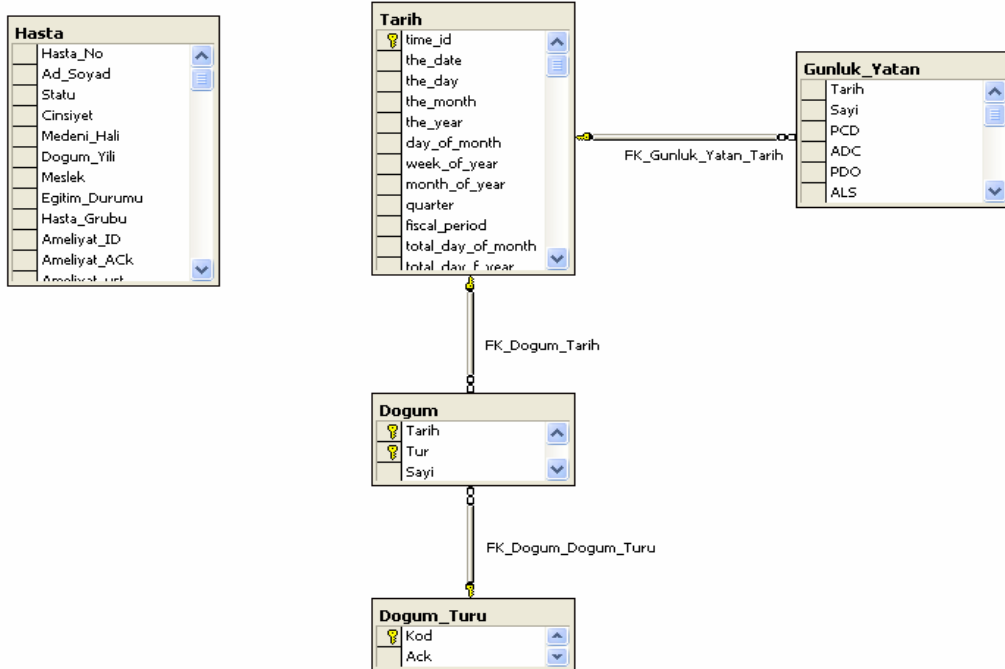 Hasta
Hasta_No
Ad_Soyad
Statu
Cinsiyet
Medeni_Hali
Dogum_Yili
Meslek
Egitim_Durumu
Hasta_Grubu
Ameliyat_ID
Ameliyat_ACk
Tarih
time_id
the_date
the_day
the_month
the_year
day_of_month
week_of_year
month_of_year
quarter
fiscal_period
total_day_of_month
Gunluk_Yatan
Tarih
Sayi
PCD
ADC
PDO
ALS
FK_Gunluk_Yatan_Tarih
FK_Dogum_Tarih
Dogum
Tarih
Tur
Sayi
FK_Dogum_Dogum_Turu
Dogum_Turu
Kod
Ack